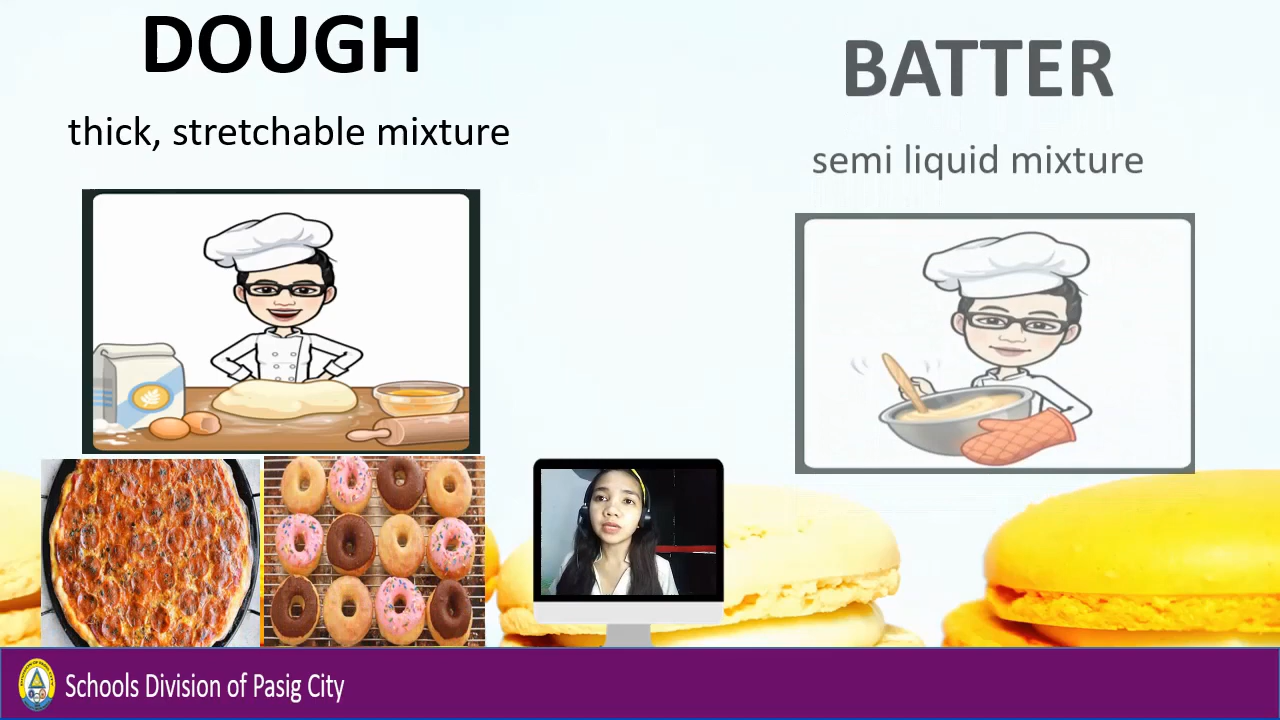 DOUGH
thick, stretchable mixture
BATTER
semi liquid mixture
Schools Division of Pasig City